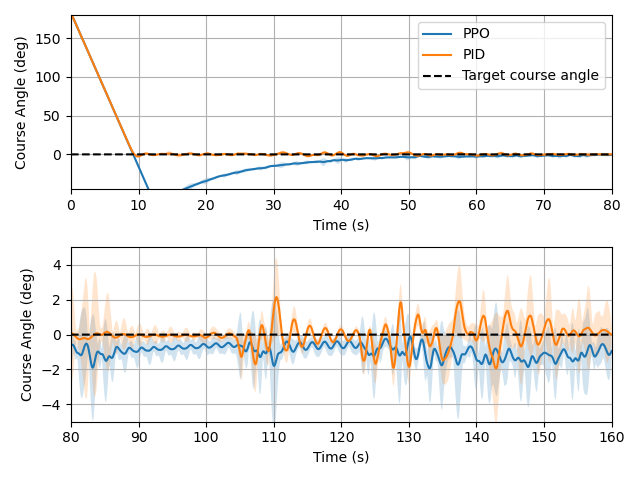 150
100
50
0
Course Angle (deg)
PPO
PID
Target course angle
0 10 20 30 40 50 60 70 80
Time (s)
4
2
0
−2
−4
Course Angle (deg)
80 90 100 110 120 130 140 150 160
Time (s)